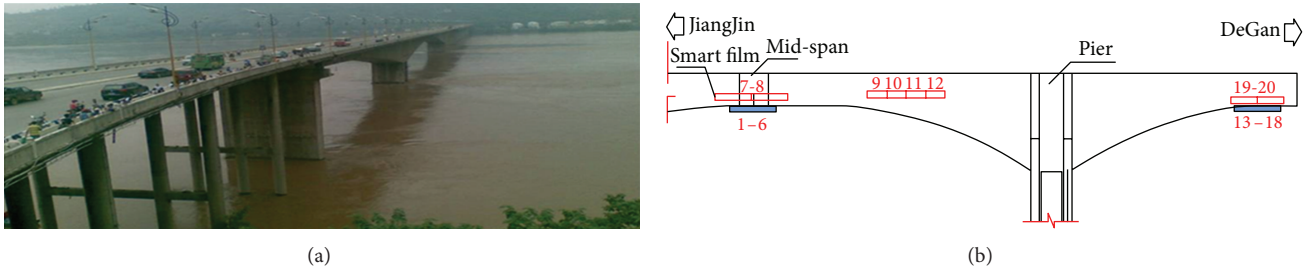 JiangJin
DeGan
Smart film
Mid-span
Pier
7-8
9 10 11 12
19-20
1–6
13–18
(a)
(b)